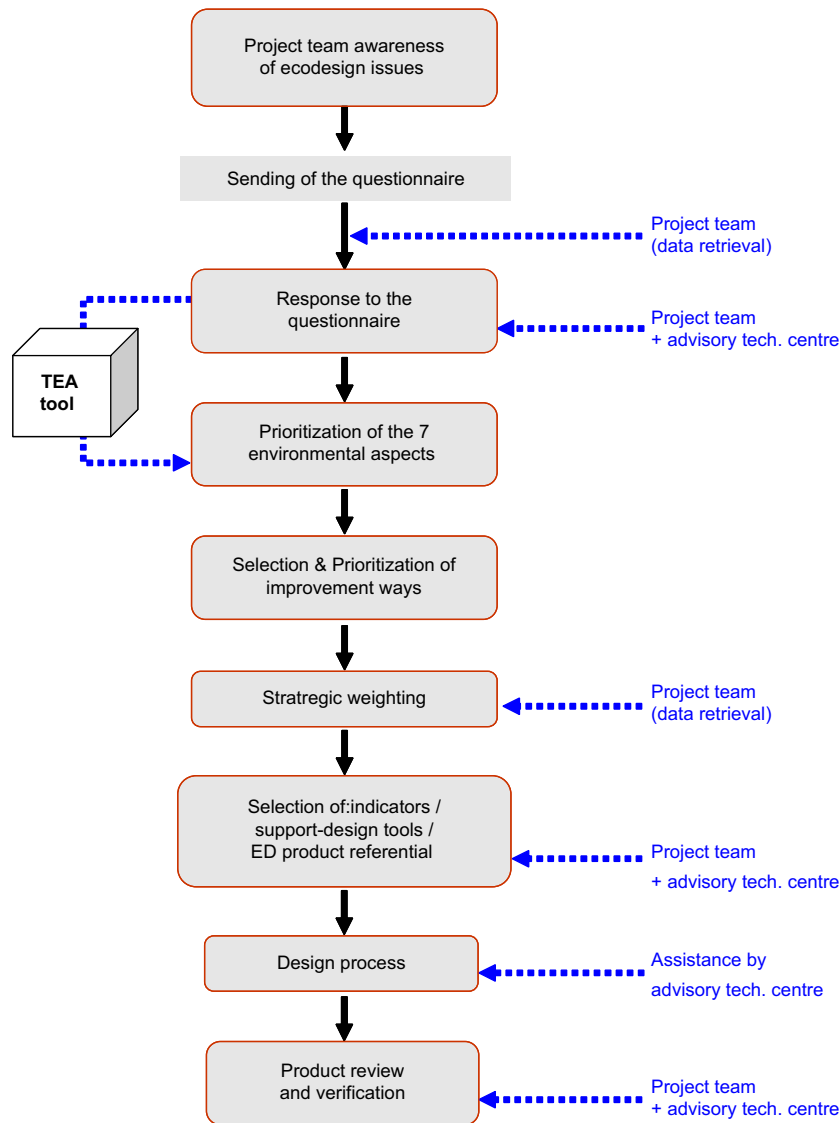 Project team awareness
of ecodesign issues
Sending of the questionnaire
Project team
(data retrieval)
Response to the
questionnaire
Project team
+ advisory tech. centre
TEA
tool
Prioritization of the 7
environmental aspects
Selection & Prioritization of
improvement ways
Stratregic weighting
Project team
(data retrieval)
Selection of:indicators /
support-design tools /
ED product referential
Project team
+ advisory tech. centre
Design process
Assistance by
advisory tech. centre
Product review
and verification
Project team
+ advisory tech. centre